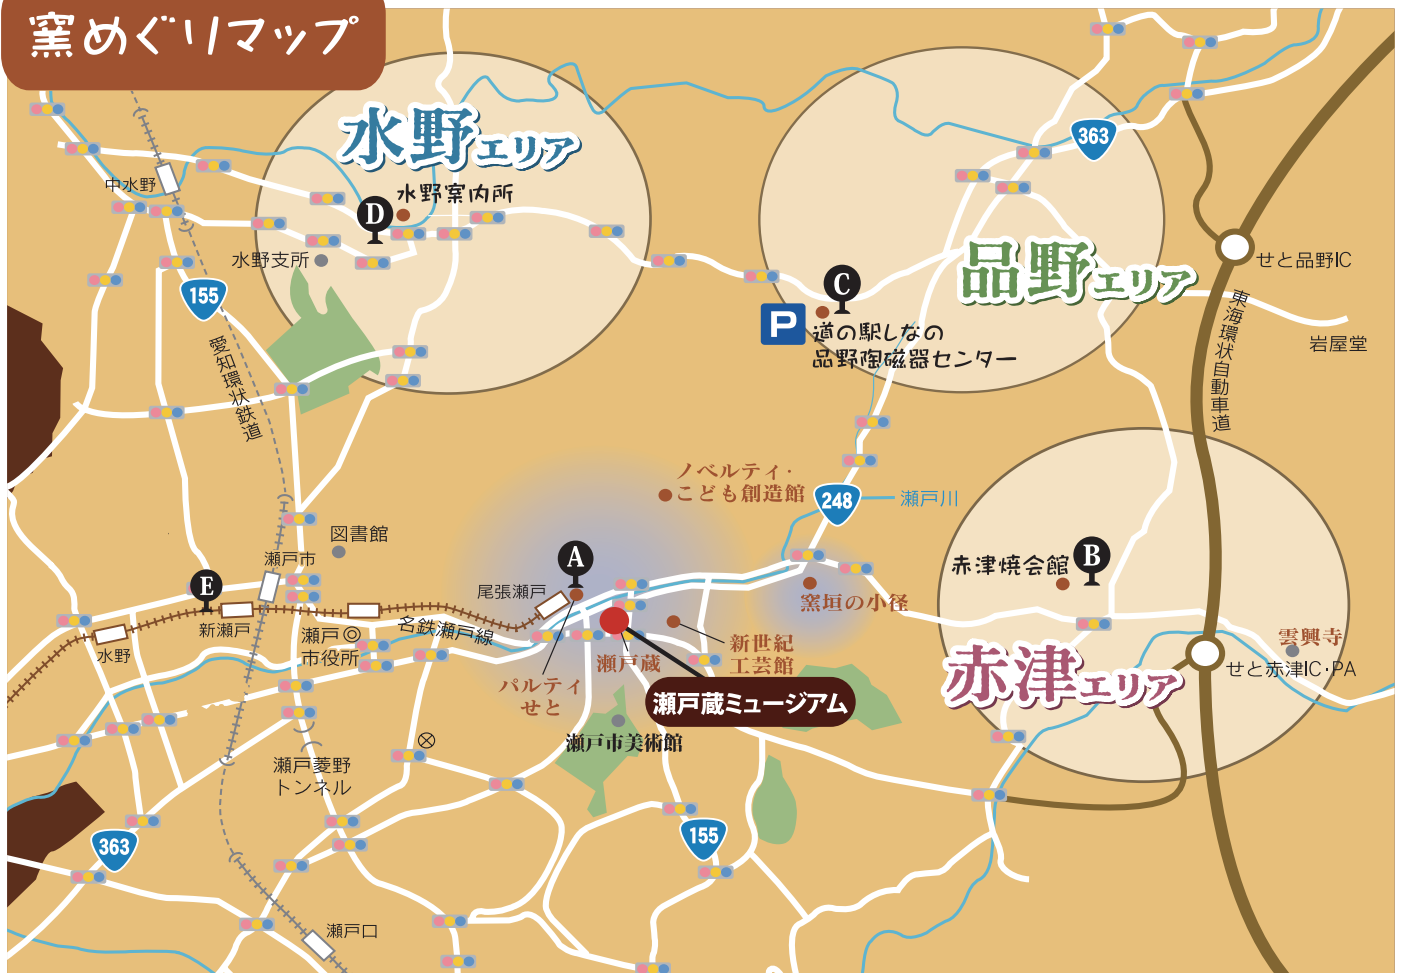 窯めぐりマップ
363
水野エリア
中水野
水野案内所
D
品野エリア
せと品野IC
水野支所
C
155
P
道の駅しなの
品野陶磁器センター
東海環状自動車道
岩屋堂
愛知環状鉄道
ノベルティ・
こども創造館
248
瀬戸川
図書館
瀬戸市
A
B
赤津焼会館
E
尾張瀬戸
窯垣の小径
新瀬戸
瀬戸◎
市役所
名鉄瀬戸線
水野
新世紀
工芸館
瀬戸蔵
雲興寺
せと赤津IC・PA
赤津エリア
パルティ
せと
瀬戸蔵ミュージアム
瀬戸市美術館
瀬戸菱野
トンネル
155
363
瀬戸口